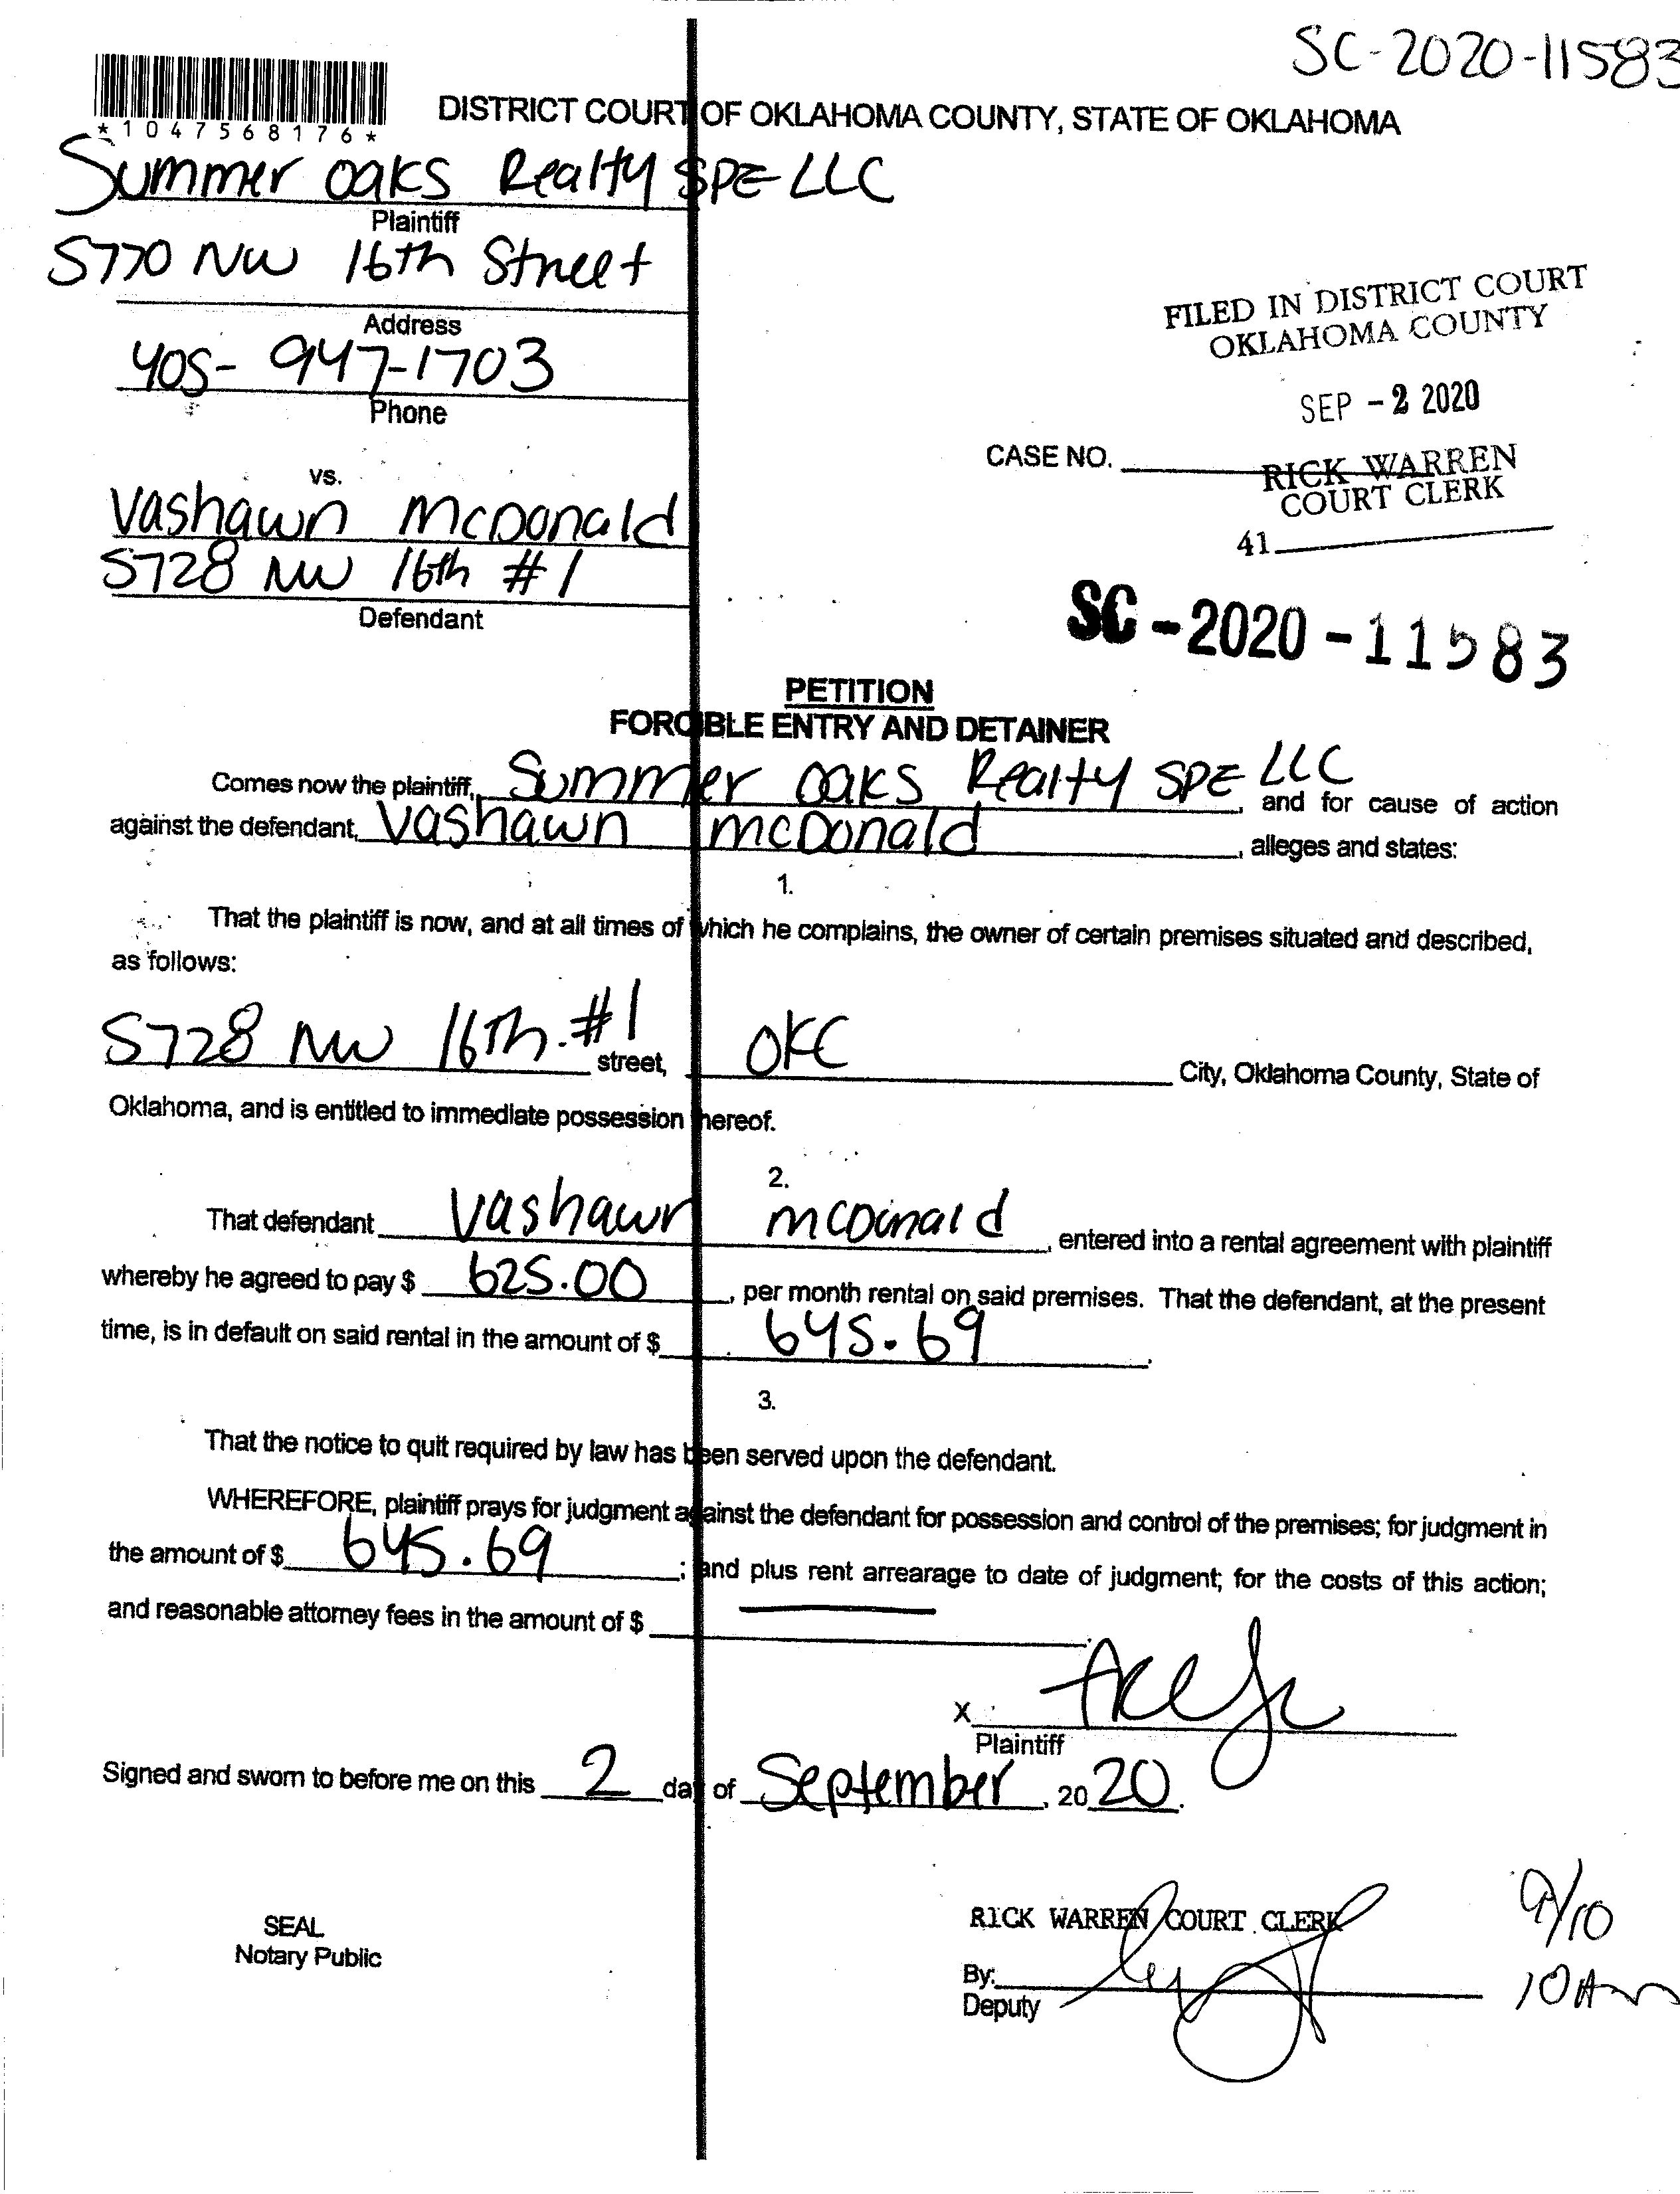 SC-2020-11583
*1047568176*
DISTRICT COURT OF OKLAHOMA COUNTY, STATE OF OKLAHOMA
Summer Oaks Realty SPE LLC
Plaintiff
5770 NW 16th Street
Address
405-947-1703
Phone
vs.
Vashawn McDonald
5728 NW 16th #1
Defendant
FILED IN DISTRICT COURT
OKLAHOMA COUNTY
SEP -2 2020
CASE NO.
RICK WARREN
COURT CLERK
41
SC-2020-11583
PETITION
FORCIBLE ENTRY AND DETAINER
Comes now the plaintiff, Summer Oaks Realty SPE LLC, and for cause of action
against the defendant, Vashawn McDonald, alleges and states:
1.
That the plaintiff is now, and at all times of which he complains, the owner of certain premises situated and described,
as follows:
5728 NW 16th. #1 street, OKC City, Oklahoma County, State of
Oklahoma, and is entitled to immediate possession hereof.
2.
That defendant Vashawn McDinald, entered into a rental agreement with plaintiff
whereby he agreed to pay $ 625.00, per month rental on said premises. That the defendant, at the present
time, is in default on said rental in the amount of $ 645.69.
3.
That the notice to quit required by law has been served upon the defendant.
WHEREFORE, plaintiff prays for judgment against the defendant for possession and control of the premises; for judgment in
the amount of $ 645.69; and plus rent arrearage to date of judgment; for the costs of this action;
and reasonable attorney fees in the amount of $
X
Plaintiff
Signed and sworn to before me on this 2 day of September, 2020.
SEAL
Notary Public
RICK WARREN COURT CLERK
By:
Deputy
9/10
10 Am